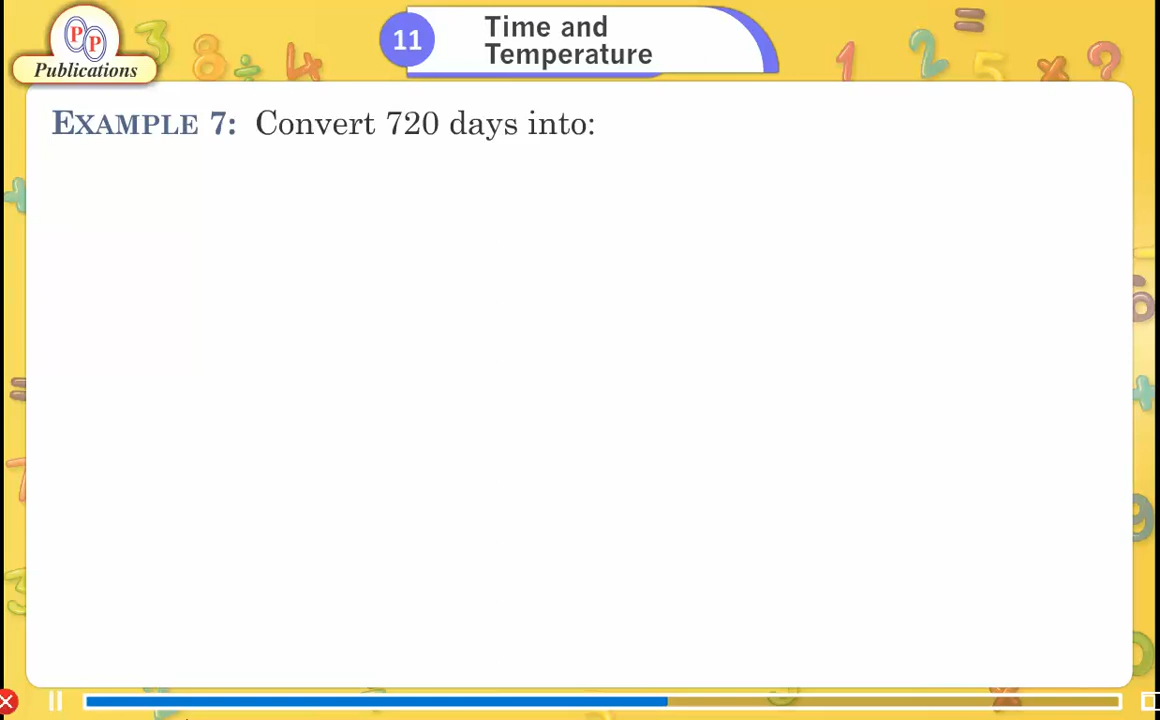 PP
Publications
11
Time and
Temperature
EXAMPLE 7: Convert 720 days into: